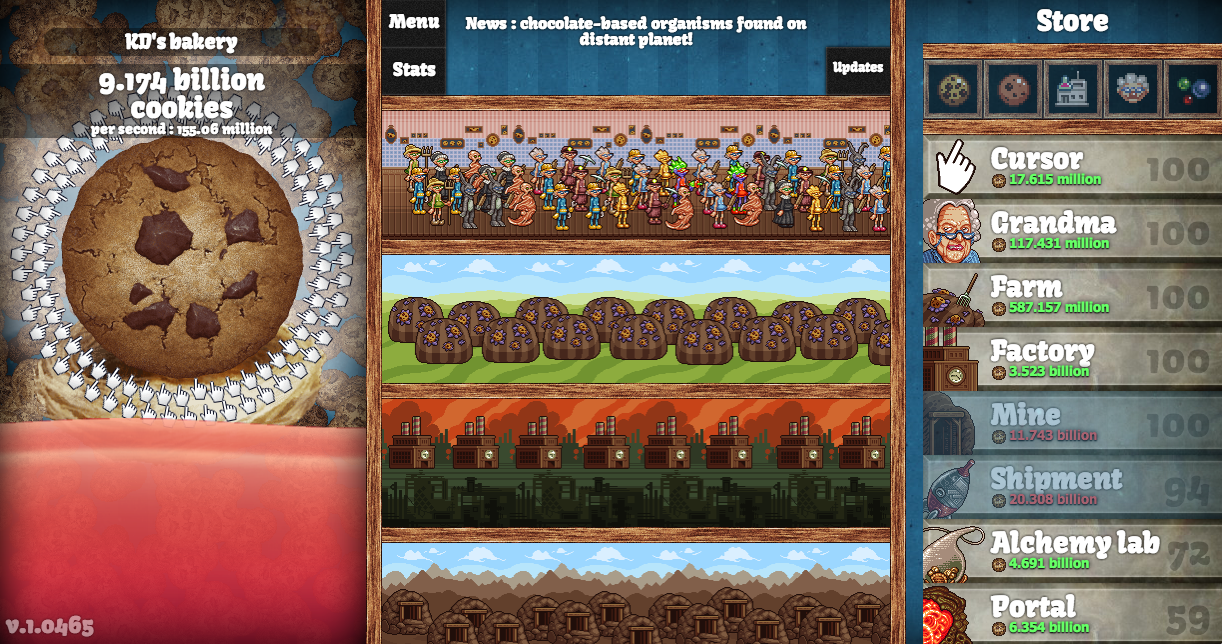 KD's bakery
9.174 billion
cookies
per second : 155.06 million
v.1.0465
Menu
Stats
News : chocolate-based organisms found on
distant planet!
Updates
Store
Cursor
17.615 million
100
Grandma
117.431 million
100
Farm
587.157 million
100
Factory
3.523 billion
100
Mine
11.743 billion
100
Shipment
20.308 billion
94
Alchemy lab
4.691 billion
72
Portal
6.354 billion
59